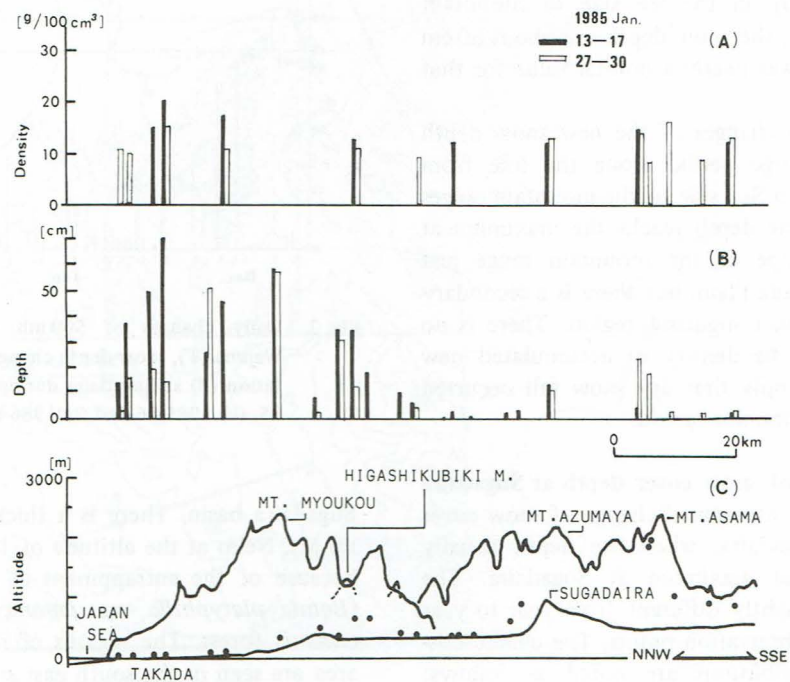 [g/100cm³]
1985 Jan.
13—17
27—30
(A)
30
20
10
0
Density
[cm]
(B)
50
0
Depth
0 20km
[m]
(C)
3000
HIGASHIKUBIKI M.
MT. MYOUKOU
MT. AZUMAYA
MT. ASAMA
SUGADAIRA
Altitude
JAPAN
SEA
0
TAKADA
NNW
SSE